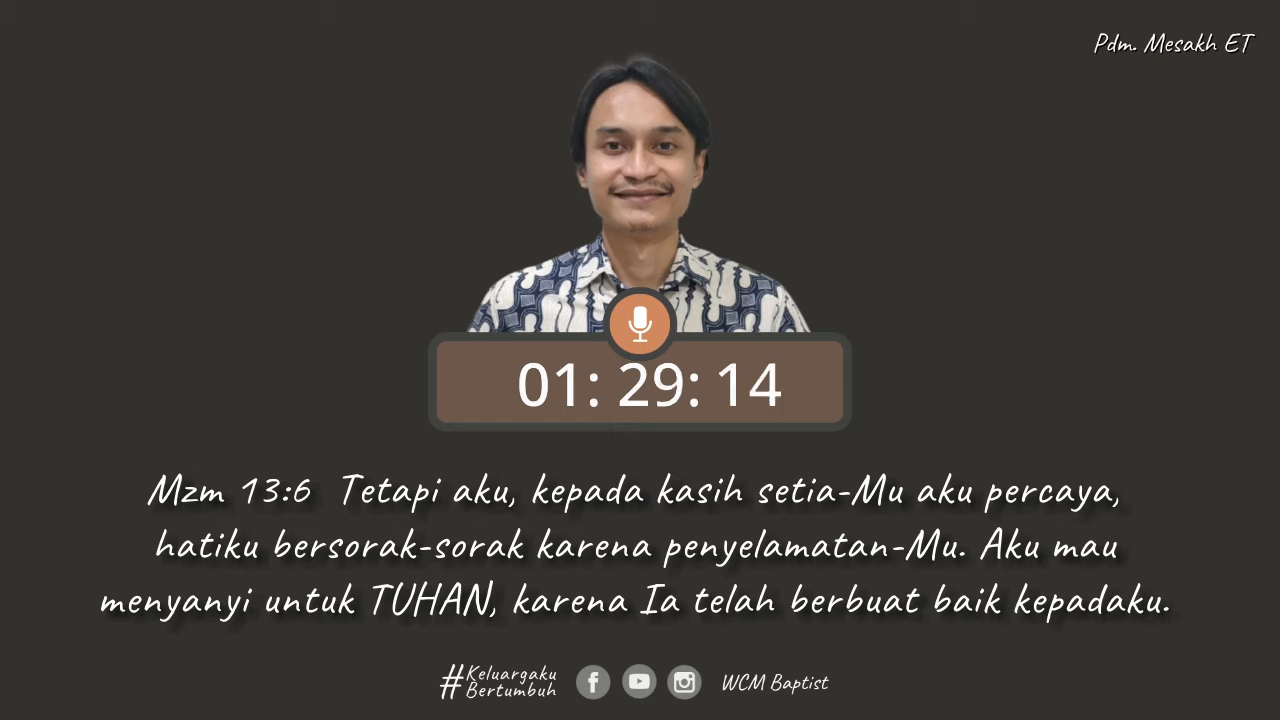 Pdm. Mesakh ET
01: 29: 14
Mzm 13:6 Tetapi aku, kepada kasih setia-Mu aku percaya,
hatiku bersorak-sorak karena penyelamatan-Mu. Aku mau
menyanyi untuk TUHAN, karena Ia telah berbuat baik kepadaku.
#Keluargaku
Bertumbuh
WCM Baptist